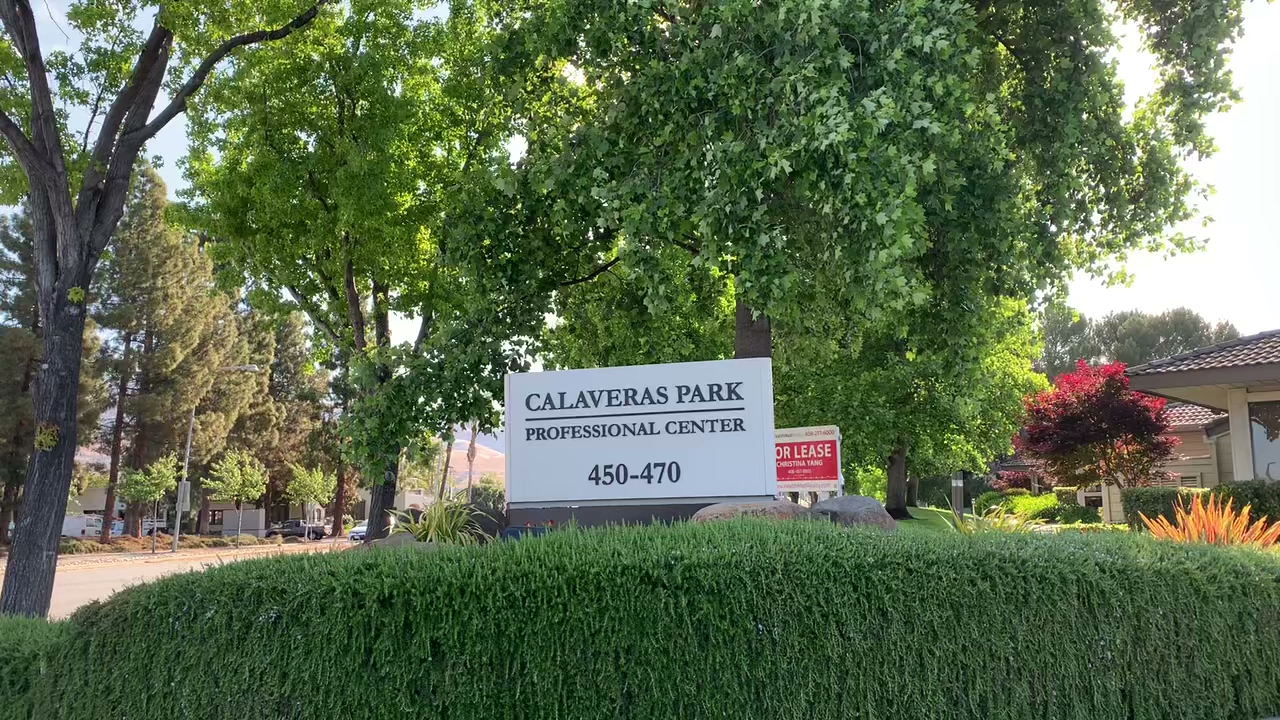 CALAVERAS PARK
PROFESSIONAL CENTER
450-470
OR LEASE
CHRISTINA YANG